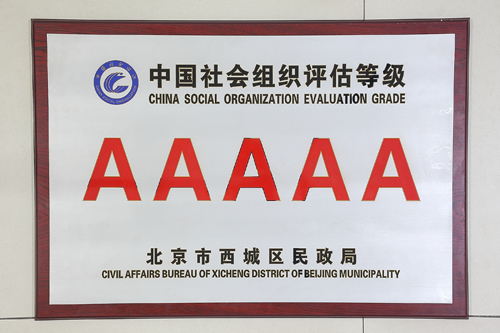 中国社会组织评估等级
CHINA SOCIAL ORGANIZATION EVALUATION GRADE
AAAAA
北京市西城区民政局
CIVIL AFFAIRS BUREAU OF XICHENG DISTRICT OF BEIJING MUNICIPALITY